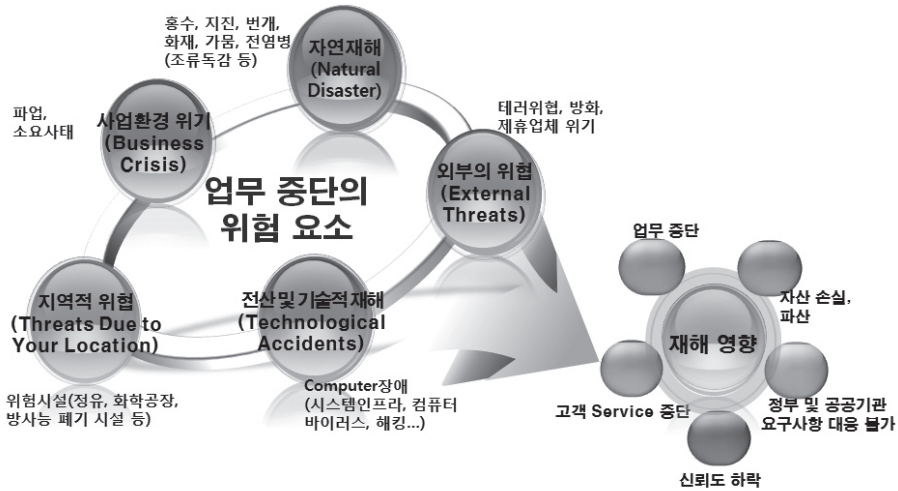 홍수, 지진, 번개,
화재, 가뭄, 전염병
(조류독감 등)
자연재해
(Natural
Disaster)
파업,
소요사태
사업환경 위기
(Business
Crisis)
테러위협, 방화,
제휴업체 위기
외부의 위협
(External
Threats)
업무 중단의
위험 요소
지역적 위협
(Threats Due to
Your Location)
위험시설(정유, 화학공장,
방사능 폐기 시설 등)
전산 및 기술적 재해
(Technological
Accidents)
Computer장애
(시스템인프라, 컴퓨터
바이러스, 해킹...)
업무 중단
자산 손실,
파산
재해 영향
고객 Service 중단
정부 및 공공기관
요구사항 대응 불가
신뢰도 하락